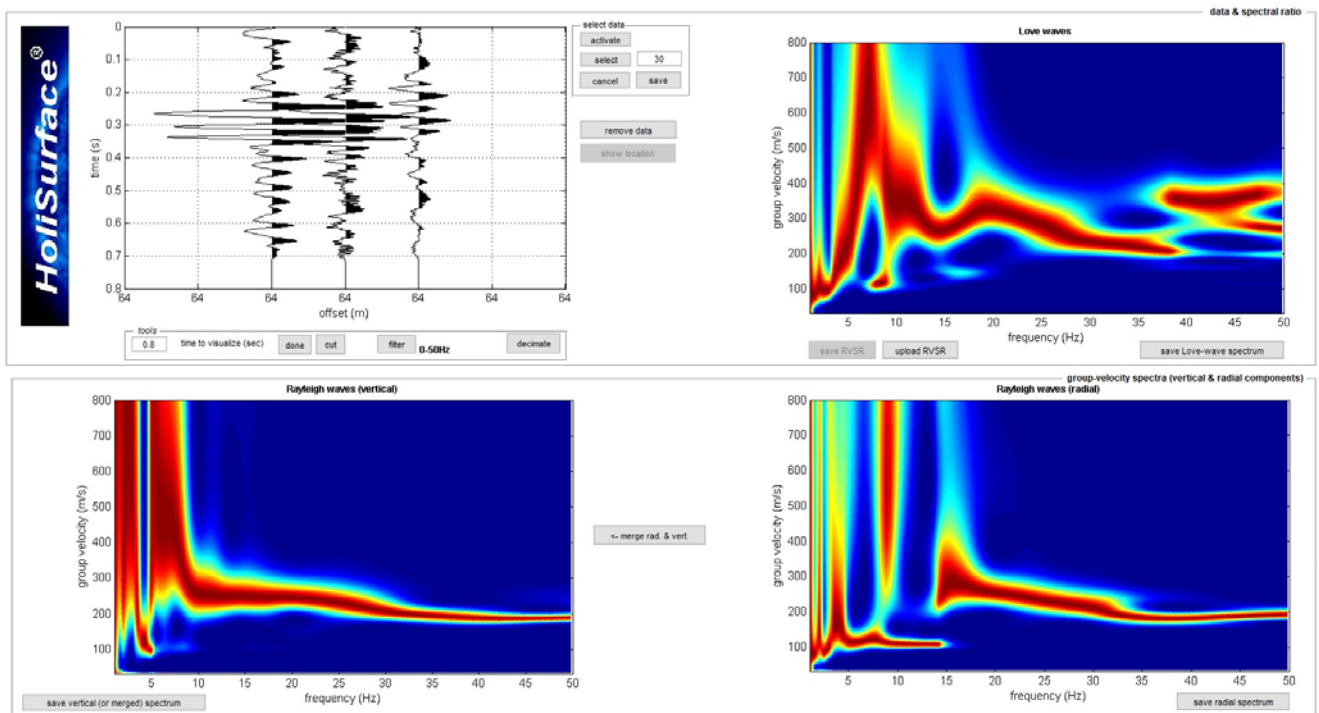 HoliSurface®
0
0.1
0.2
0.3
0.4
0.5
0.6
0.7
0.8
time (s)
64 64 64 64 64 64 64
offset (m)
select data
activate
select 30
cancel save
remove data
show location
tools
0.8 time to visualize (sec) done cut filter 0-50Hz decimate
data & spectral ratio
Love waves
800
700
600
500
400
300
200
100
group velocity (m/s)
5 10 15 20 25 30 35 40 45 50
frequency (Hz)
save RVSR upload RVSR save Love-wave spectrum
group-velocity spectra (vertical & radial components)
Rayleigh waves (vertical)
800
700
600
500
400
300
200
100
group velocity (m/s)
5 10 15 20 25 30 35 40 45 50
frequency (Hz)
save vertical (or merged) spectrum
<- merge rad. & vert.
Rayleigh waves (radial)
800
700
600
500
400
300
200
100
group velocity (m/s)
5 10 15 20 25 30 35 40 45 50
frequency (Hz)
save radial spectrum